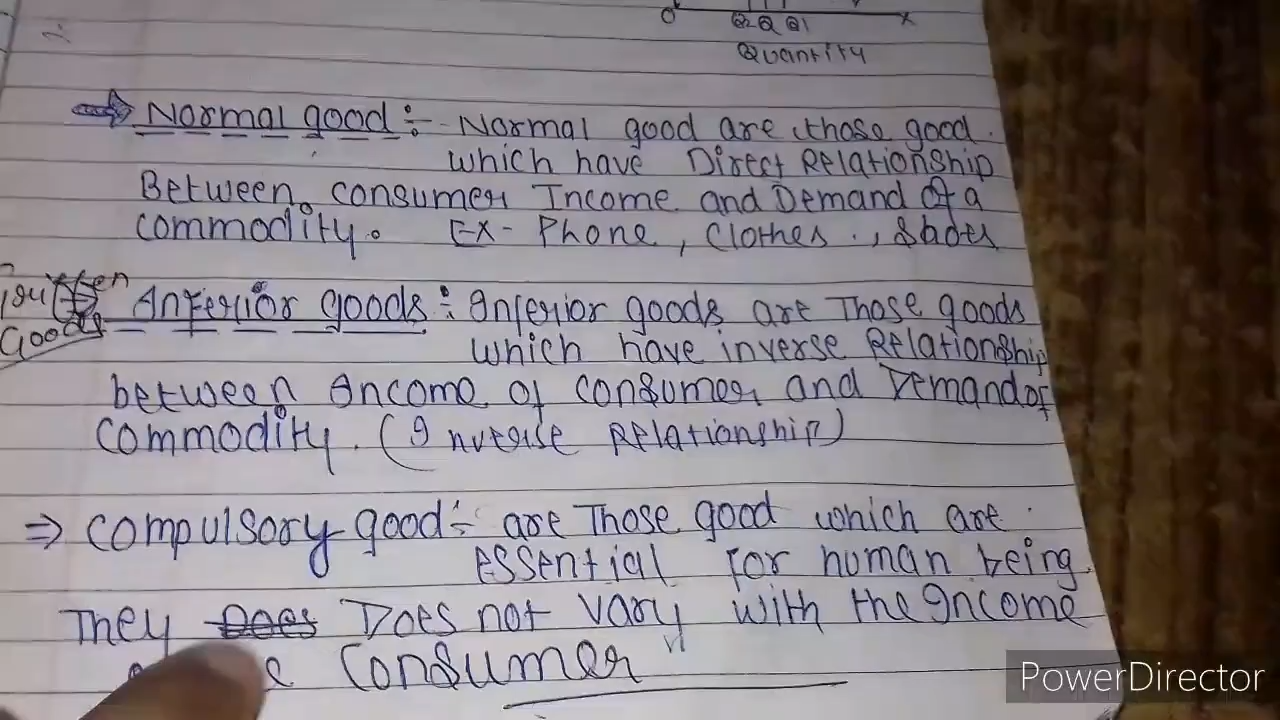 O Q2 Q Q1 X
Quantity
Normal good :- Normal good are those good
which have Direct Relationship
Between consumer Income and Demand of a
commodity. Ex- Phone, Clothes.,
Goods Inferior goods : Inferior goods are Those goods
which have inverse Relationship
between Income of consumer and Demand of
commodity. (Inverse Relationship)
⇒ Compulsory good :- are Those good which are
essential for human being.
They Does not vary with the Income
Consumer"
PowerDirector